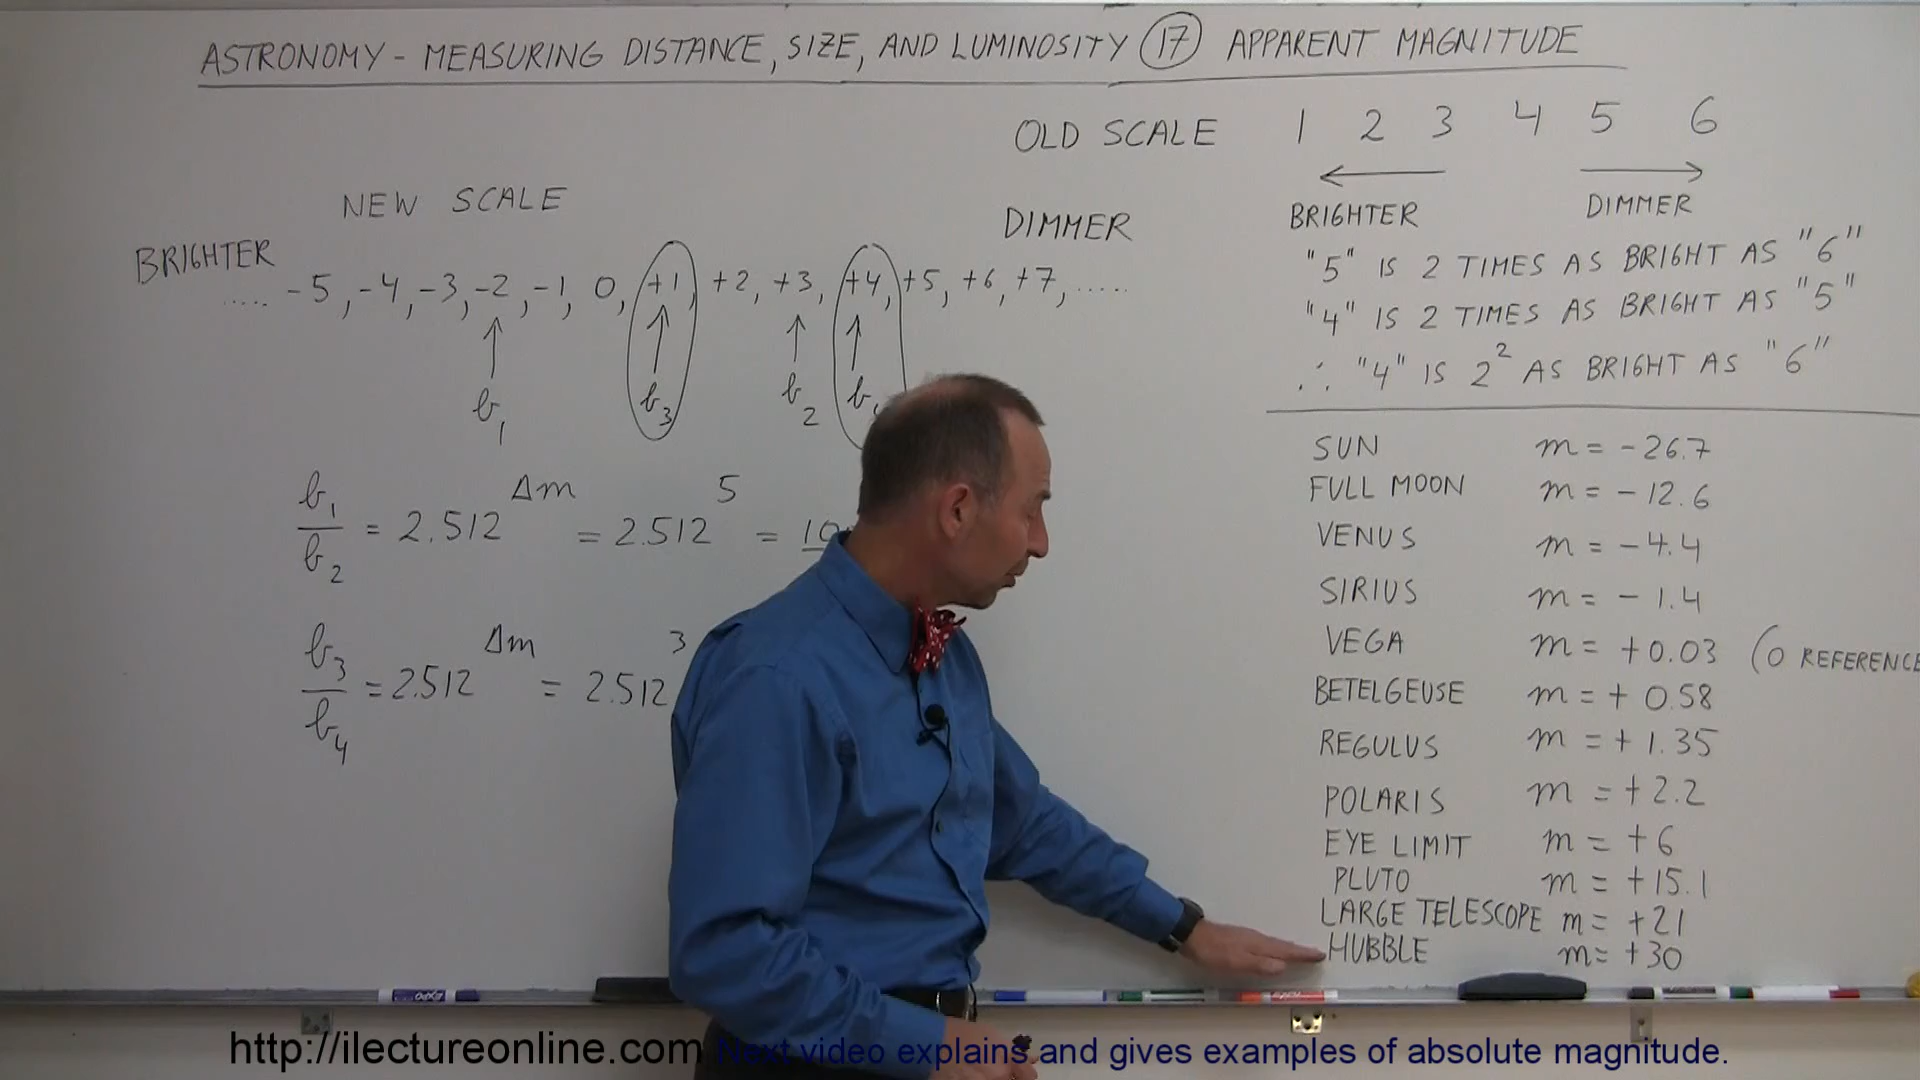 ASTRONOMY - MEASURING DISTANCE, SIZE, AND LUMINOSITY (17) APPARENT MAGNITUDE
OLD SCALE 1 2 3 4 5 6
BRIGHTER DIMMER
"5" IS 2 TIMES AS BRIGHT AS "6"
"4" IS 2 TIMES AS BRIGHT AS "5"
∴ "4" IS 2² AS BRIGHT AS "6"
NEW SCALE
BRIGHTER DIMMER
..... -5, -4, -3, -2, -1, 0, +1, +2, +3, +4, +5, +6, +7, .....
b₁ b₃ b₂
b₁/b₂ = 2.512^Δm = 2.512^5 =
b₃/b₄ = 2.512^Δm = 2.512^3
SUN m = -26.7
FULL MOON m = -12.6
VENUS m = -4.4
SIRIUS m = -1.4
VEGA m = +0.03 (0 REFERENCE
BETELGEUSE m = +0.58
REGULUS m = +1.35
POLARIS m = +2.2
EYE LIMIT m = +6
PLUTO m = +15.1
LARGE TELESCOPE m = +21
HUBBLE m = +30
EXPO
http://ilectureonline.com Next video explains and gives examples of absolute magnitude.